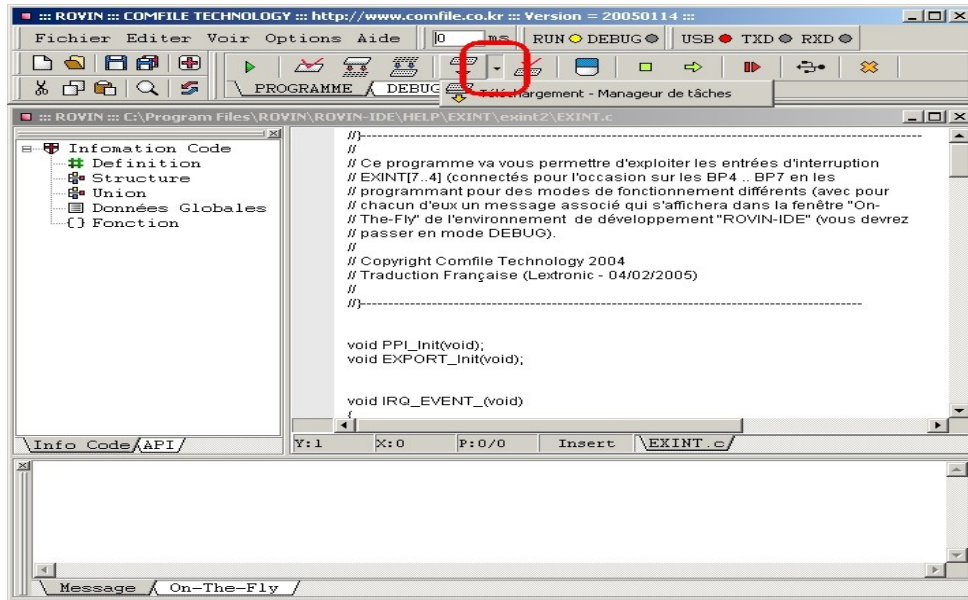 ::: ROVIN ::: COMFILE TECHNOLOGY ::: http://www.comfile.co.kr ::: Version = 20050114 :::
Fichier Editer Voir Options Aide 0 ms RUN DEBUG USB TXD RXD
PROGRAMME DEBUG
Téléchargement - Manageur de tâches
::: ROVIN ::: C:\Program Files\ROVIN\ROVIN-IDE\HELP\EXINT\exint2\EXINT.c
Infomation Code
Definition
Structure
Union
Données Globales
{} Fonction
Info Code API
//}------------------------------------------------------------
//
// Ce programme va vous permettre d'exploiter les entrées d'interruption
// EXINT[7..4] (connectés pour l'occasion sur les BP4 .. BP7 en les
// programmant pour des modes de fonctionnement différents (avec pour
// chacun d'eux un message associé qui s'affichera dans la fenêtre "On-
// The-Fly" de l'environnement de développement "ROVIN-IDE" (vous devrez
// passer en mode DEBUG).
//
// Copyright Comfile Technology 2004
// Traduction Française (Lextronic - 04/02/2005)
//
//}------------------------------------------------------------
void PPI_Init(void);
void EXPORT_Init(void);
void IRQ_EVENT_(void)
{
Y:1 X:0 P:0/0 Insert EXINT.c
Message On-The-Fly